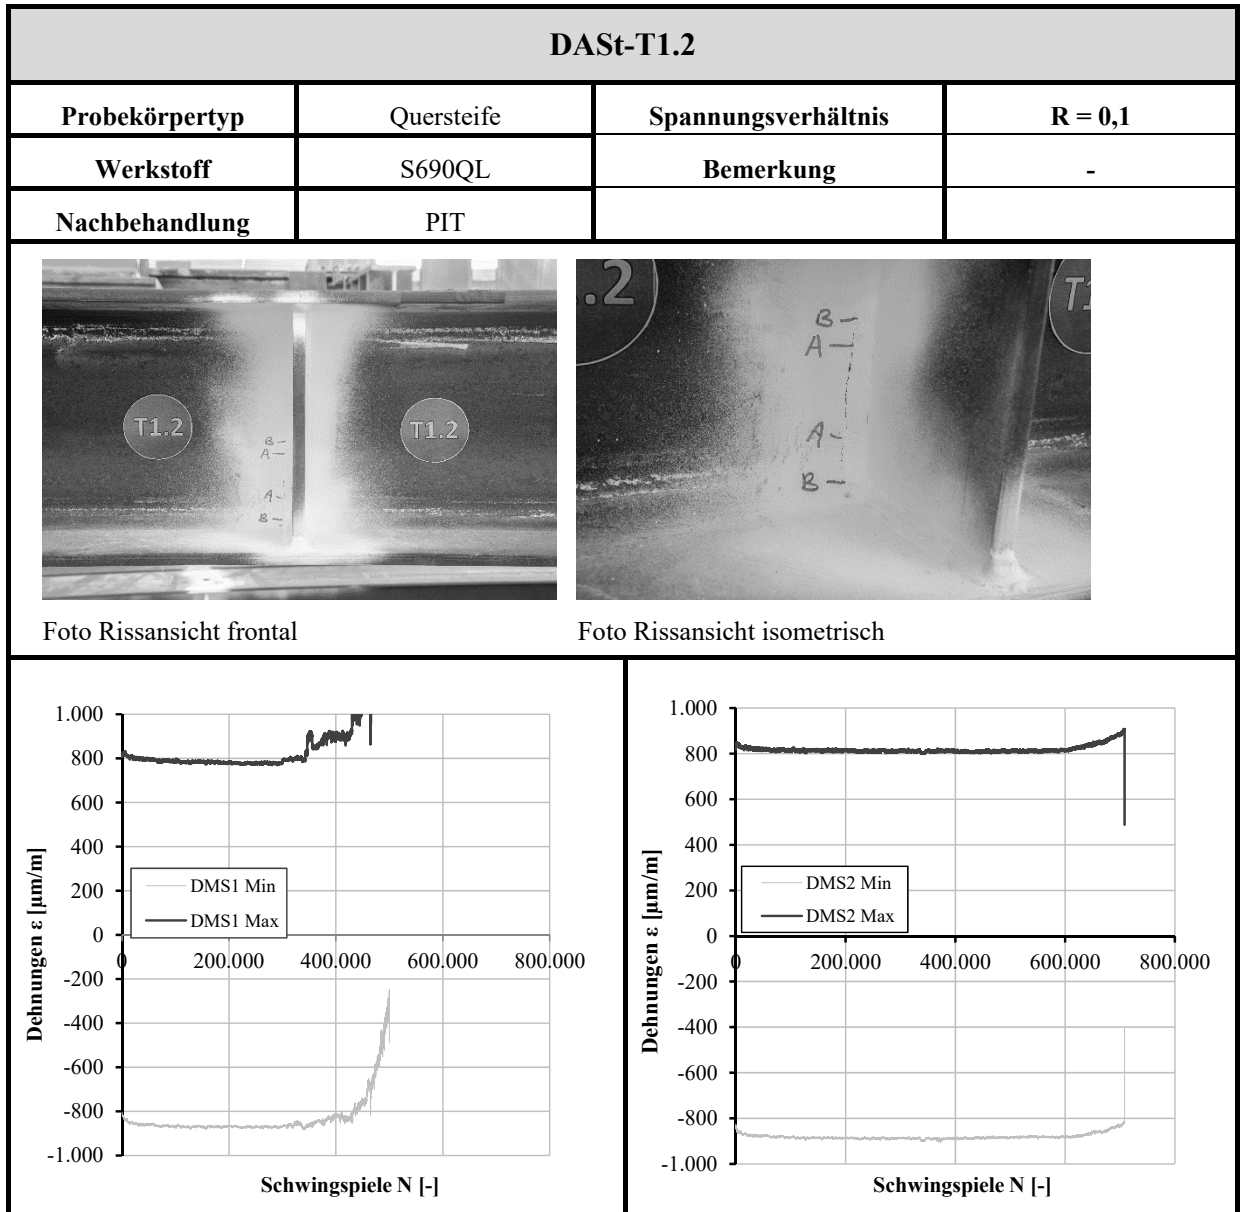 DASt-T1.2
Probekörpertyp Quersteife Spannungsverhältnis R = 0,1
Werkstoff S690QL Bemerkung -
Nachbehandlung PIT
T1.2 T1.2
B
A
A
B
.2 T1
B
A
A
B
Foto Rissansicht frontal
Foto Rissansicht isometrisch
Dehnungen ε [µm/m]
1.000
800
600
400
200
0
-200
-400
-600
-800
-1.000
DMS1 Min
DMS1 Max
0 200.000 400.000 600.000 800.000
Schwingspiele N [-]
Dehnungen ε [µm/m]
1.000
800
600
400
200
0
-200
-400
-600
-800
-1.000
DMS2 Min
DMS2 Max
0 200.000 400.000 600.000 800.000
Schwingspiele N [-]